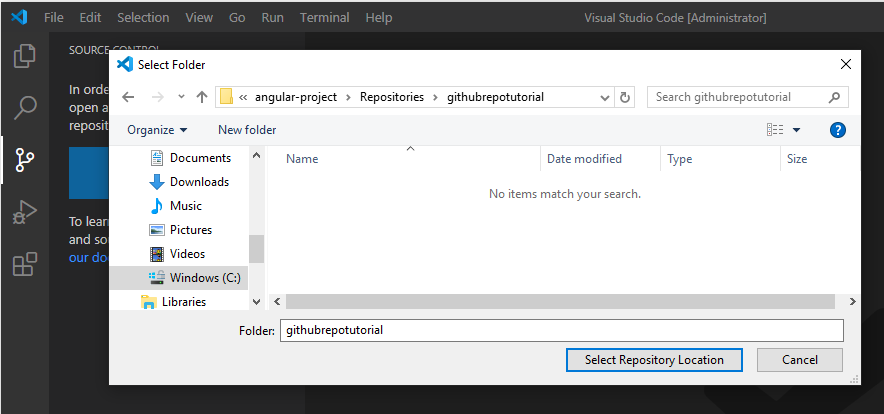 File Edit Selection View Go Run Terminal Help Visual Studio Code [Administrator]
SOURCE CONTROL
Select Folder
« angular-project Repositories githubrepotutorial Search githubrepotutorial
In orde
open a
reposit
Organize New folder
Documents
Downloads
Music
Pictures
Videos
Windows (C:)
Libraries
Name Date modified Type Size
No items match your search.
To lear
and so
our do
Folder: githubrepotutorial
Select Repository Location Cancel